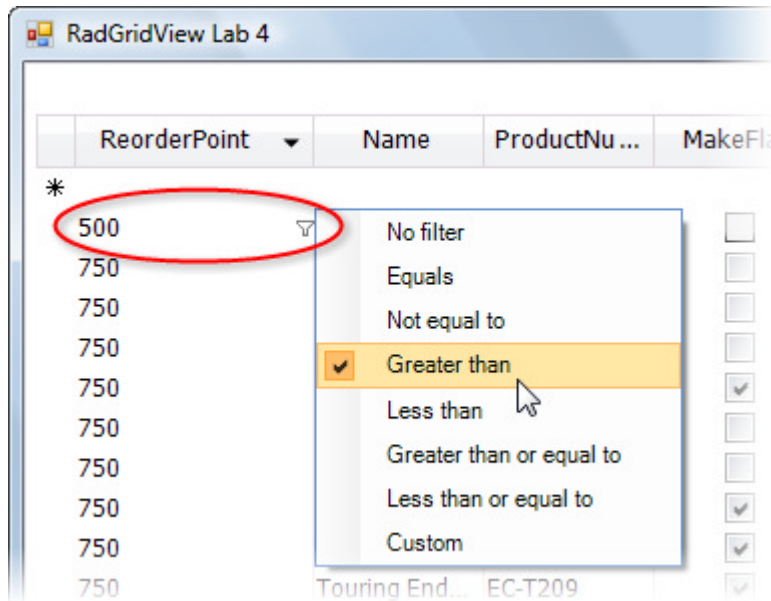 RadGridView Lab 4
ReorderPoint Name ProductNu ... MakeFla
*
500 No filter
750 Equals
750 Not equal to
750 Greater than
750 Less than
750 Greater than or equal to
750
750 Less than or equal to
750 Custom
750 Touring End... EC-T209